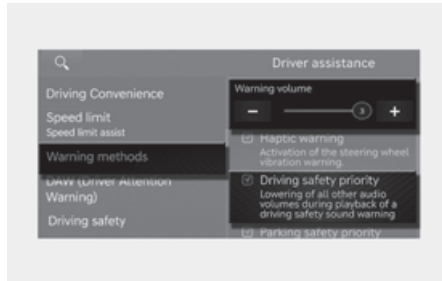 Driver assistance
Driving Convenience
Speed limit
Speed limit assist
Warning methods
DAW (Driver Attention
Warning)
Driving safety
Warning volume
3
Haptic warning
Activation of the steering wheel
vibration warning.
Driving safety priority
Lowering of all other audio
volumes during playback of a
driving safety sound warning
Parking safety priority